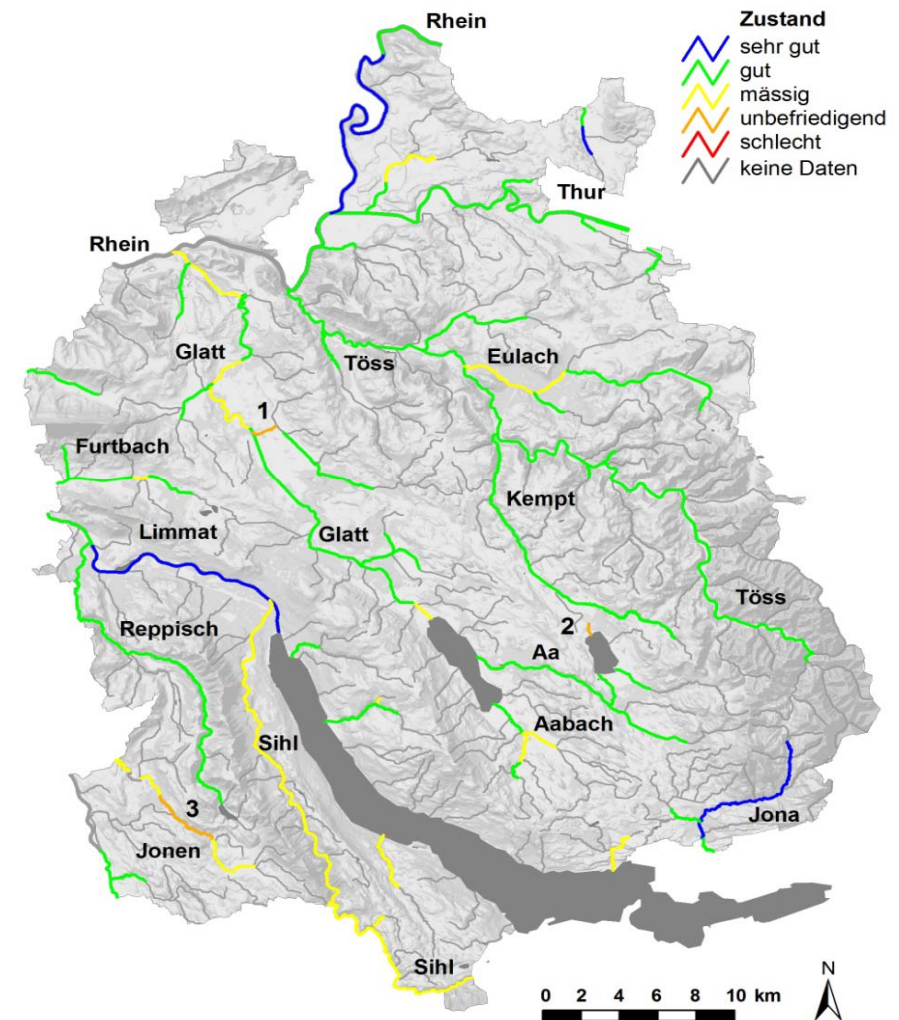 Rhein
Zustand
sehr gut
gut
mässig
unbefriedigend
schlecht
keine Daten
Thur
Rhein
Glatt
Töss
Eulach
1
Furtbach
Kempt
Limmat
Glatt
Töss
Reppisch
2
Aa
Aabach
Sihl
3
Jona
Jonen
Sihl
N
0 2 4 6 8 10 km